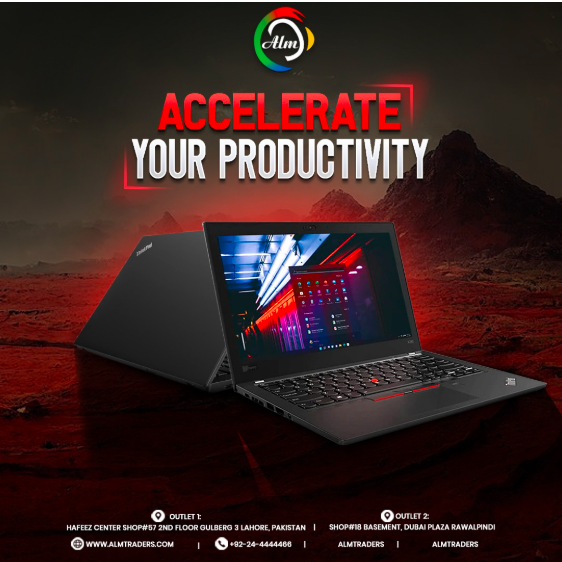 Alm
ACCELERATE
YOUR PRODUCTIVITY
ThinkPad
OUTLET 1:
HAFEEZ CENTER SHOP#57 2ND FLOOR GULBERG 3 LAHORE, PAKISTAN |
OUTLET 2:
SHOP#18 BASEMENT, DUBAI PLAZA RAWALPINDI
WWW.ALMTRADERS.COM | +92-24-4444466 | ALMTRADERS | ALMTRADERS